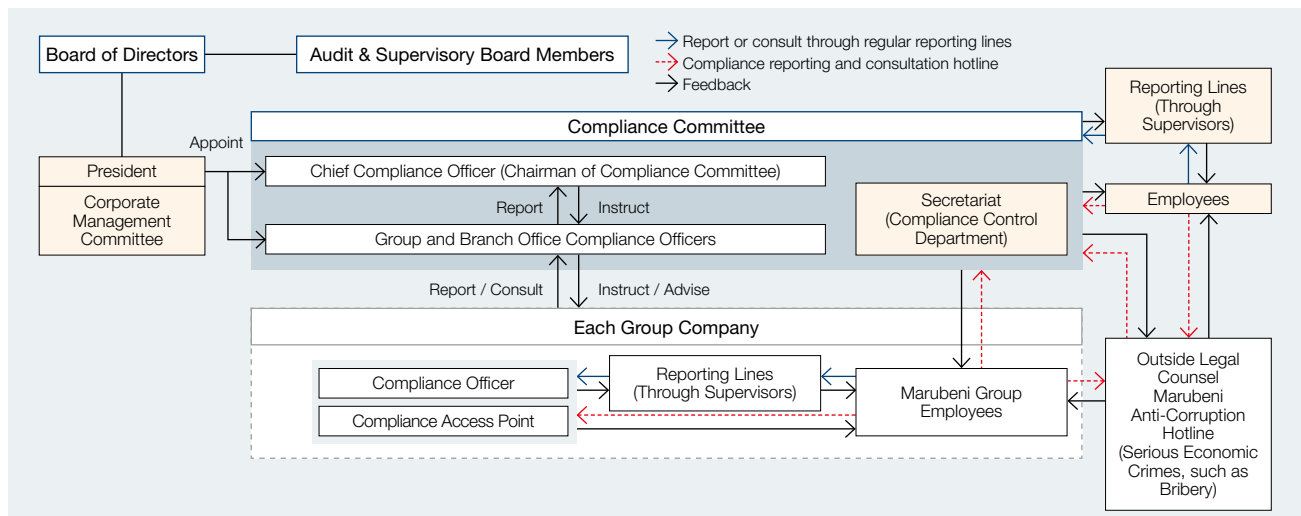 Board of Directors
Audit & Supervisory Board Members
Report or consult through regular reporting lines
Compliance reporting and consultation hotline
Feedback
Reporting Lines
(Through
Supervisors)
Compliance Committee
Appoint
President
Corporate
Management
Committee
Chief Compliance Officer (Chairman of Compliance Committee)
Report
Instruct
Group and Branch Office Compliance Officers
Secretariat
(Compliance Control
Department)
Employees
Report / Consult
Instruct / Advise
Each Group Company
Compliance Officer
Compliance Access Point
Reporting Lines
(Through Supervisors)
Marubeni Group
Employees
Outside Legal
Counsel
Marubeni
Anti-Corruption
Hotline
(Serious Economic
Crimes, such as
Bribery)